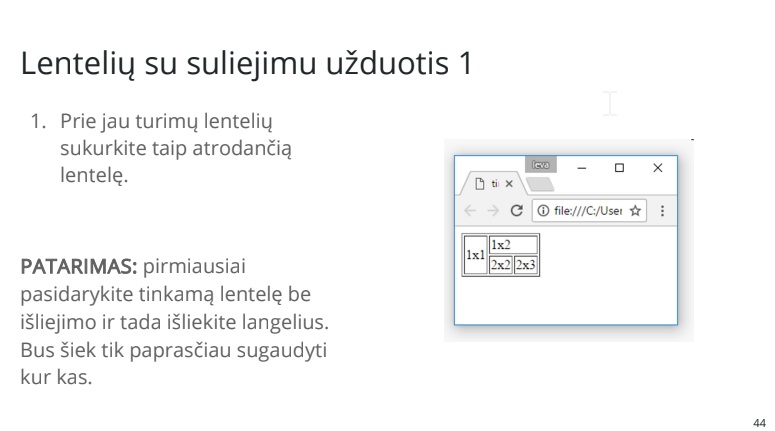 Lentelių su suliejimu užduotis 1
1. Prie jau turimų lentelių
sukurkite taip atrodančią
lentelę.
PATARIMAS: pirmiausiai
pasidarykite tinkamą lentelę be
išliejimo ir tada išliekite langelius.
Bus šiek tik paprasčiau sugaudyti
kur kas.
Ieva
ti
file:///C:/User
1x1
1x2
2x2 2x3
44